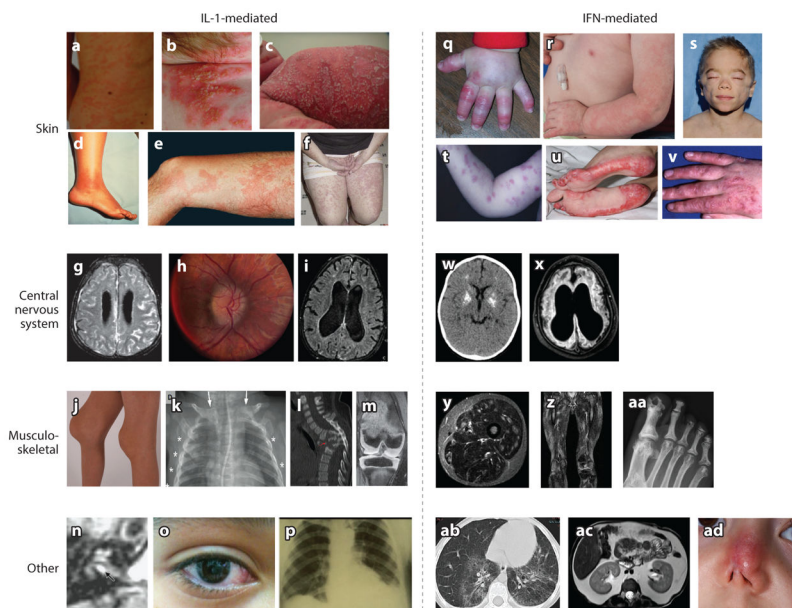 IL-1-mediated
IFN-mediated
a
b
c
q
r
s
Skin
d
e
f
t
u
v
g
h
i
w
x
Central
nervous
system
j
k
l
m
y
z
aa
Musculo-
skeletal
n
o
p
ab
ac
ad
Other